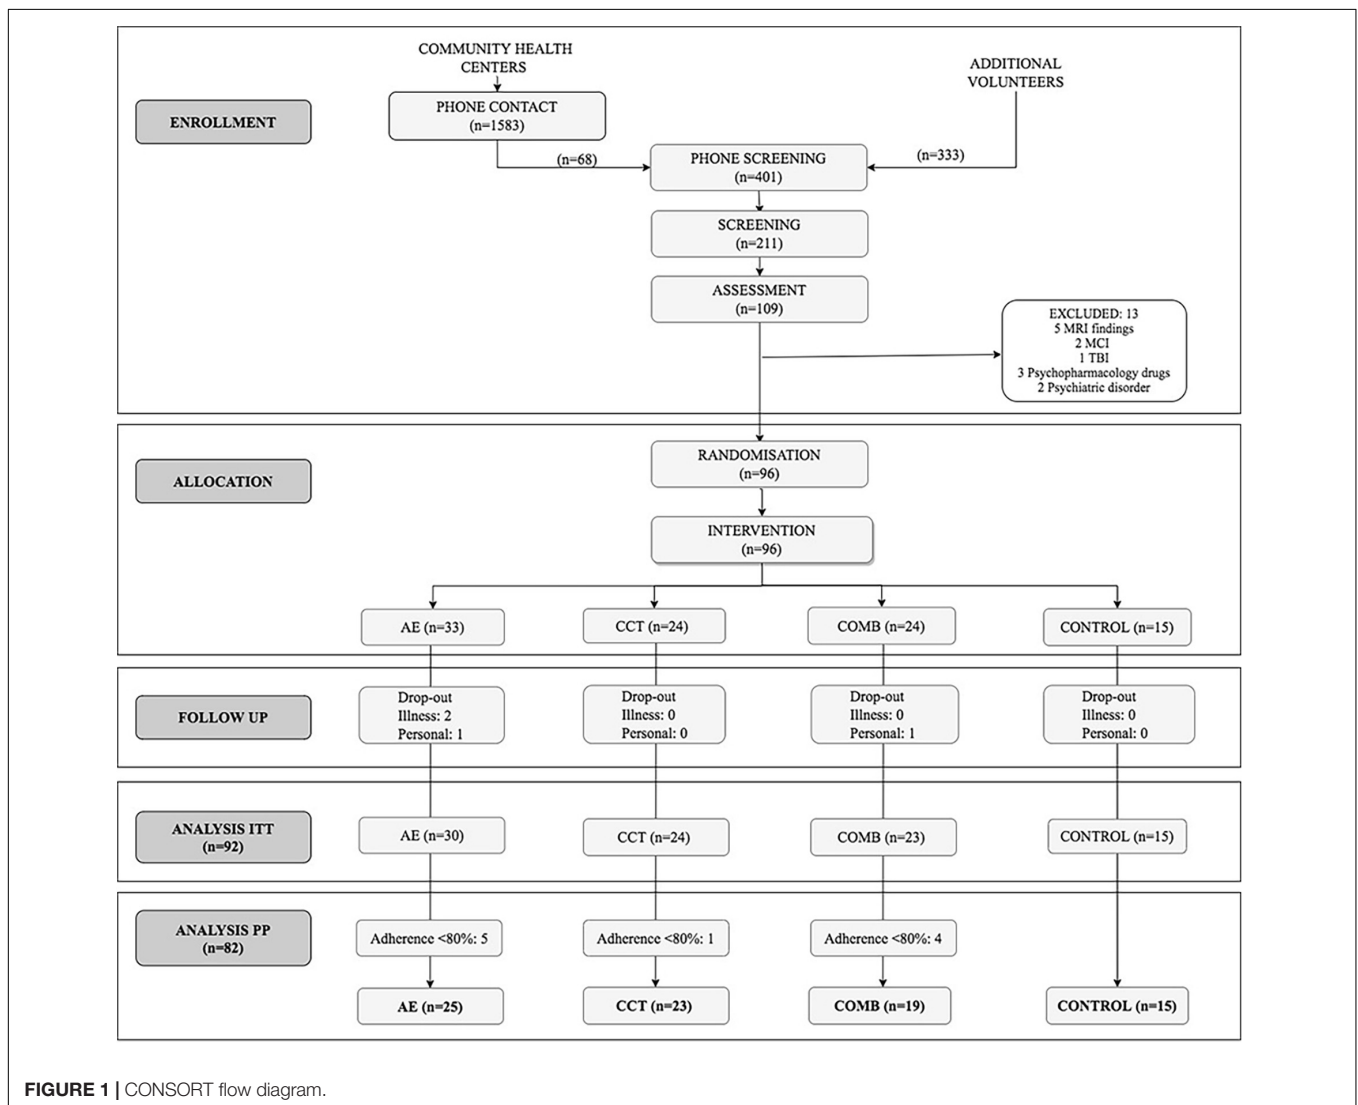 COMMUNITY HEALTH
CENTERS
ADDITIONAL
VOLUNTEERS
ENROLLMENT
PHONE CONTACT
(n=1583)
(n=68)
PHONE SCREENING
(n=401)
(n=333)
SCREENING
(n=211)
ASSESSMENT
(n=109)
EXCLUDED: 13
5 MRI findings
2 MCI
1 TBI
3 Psychopharmacology drugs
2 Psychiatric disorder
ALLOCATION
RANDOMISATION
(n=96)
INTERVENTION
(n=96)
AE (n=33)
CCT (n=24)
COMB (n=24)
CONTROL (n=15)
FOLLOW UP
Drop-out
Illness: 2
Personal: 1
Drop-out
Illness: 0
Personal: 0
Drop-out
Illness: 0
Personal: 1
Drop-out
Illness: 0
Personal: 0
ANALYSIS ITT
(n=92)
AE (n=30)
CCT (n=24)
COMB (n=23)
CONTROL (n=15)
ANALYSIS PP
(n=82)
Adherence <80%: 5
Adherence <80%: 1
Adherence <80%: 4
AE (n=25)
CCT (n=23)
COMB (n=19)
CONTROL (n=15)
FIGURE 1 | CONSORT flow diagram.